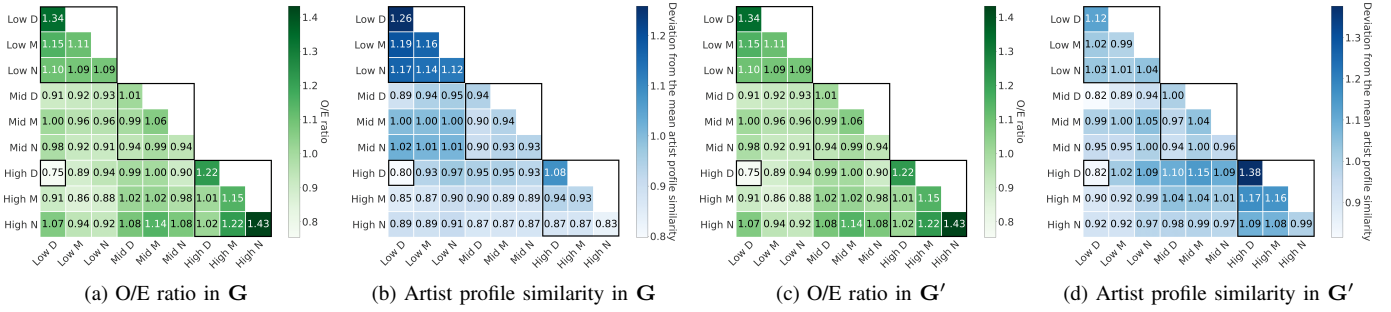 Low D 1.34
Low M 1.15 1.11
Low N 1.10 1.09 1.09
Mid D 0.91 0.92 0.93 1.01
Mid M 1.00 0.96 0.96 0.99 1.06
Mid N 0.98 0.92 0.91 0.94 0.99 0.94
High D 0.75 0.89 0.94 0.99 1.00 0.90 1.22
High M 0.91 0.86 0.88 1.02 1.02 0.98 1.01 1.15
High N 1.07 0.94 0.92 1.08 1.14 1.08 1.02 1.22 1.43
Low D Low M Low N Mid D Mid M Mid N High D High M High N
1.4
1.3
1.2
1.1
1.0
0.9
0.8
O/E ratio
(a) O/E ratio in G
Low D 1.26
Low M 1.19 1.16
Low N 1.17 1.14 1.12
Mid D 0.89 0.94 0.95 0.94
Mid M 1.00 1.00 1.00 0.90 0.94
Mid N 1.02 1.01 1.01 0.90 0.93 0.93
High D 0.80 0.93 0.97 0.95 0.95 0.93 1.08
High M 0.85 0.87 0.90 0.90 0.91 0.89 0.94 0.93
High N 0.89 0.89 0.91 0.87 0.87 0.87 0.87 0.87 0.83
Low D Low M Low N Mid D Mid M Mid N High D High M High N
1.2
1.1
1.0
0.9
0.8
Deviation from the mean artist profile similarity
(b) Artist profile similarity in G
Low D 1.34
Low M 1.15 1.11
Low N 1.10 1.09 1.09
Mid D 0.91 0.92 0.93 1.01
Mid M 1.00 0.96 0.96 0.99 1.06
Mid N 0.98 0.92 0.91 0.94 0.99 0.94
High D 0.75 0.89 0.94 0.99 1.00 0.90 1.22
High M 0.91 0.86 0.88 1.02 1.02 0.98 1.01 1.15
High N 1.07 0.94 0.92 1.08 1.14 1.08 1.02 1.22 1.43
Low D Low M Low N Mid D Mid M Mid N High D High M High N
1.4
1.3
1.2
1.1
1.0
0.9
0.8
O/E ratio
(c) O/E ratio in G′
Low D 1.12
Low M 1.02 0.99
Low N 1.03 1.01 1.04
Mid D 0.82 0.89 0.94 1.00
Mid M 0.99 1.00 1.05 0.97 1.04
Mid N 0.95 0.95 1.00 0.94 1.00 0.96
High D 0.82 1.02 1.09 1.10 1.15 1.09 1.38
High M 0.90 0.92 0.99 1.04 1.04 1.01 1.17 1.16
High N 0.92 0.92 0.97 0.98 0.99 0.97 1.09 1.08 0.99
Low D Low M Low N Mid D Mid M Mid N High D High M High N
1.3
1.2
1.1
1.0
0.9
Deviation from the mean artist profile similarity
(d) Artist profile similarity in G′